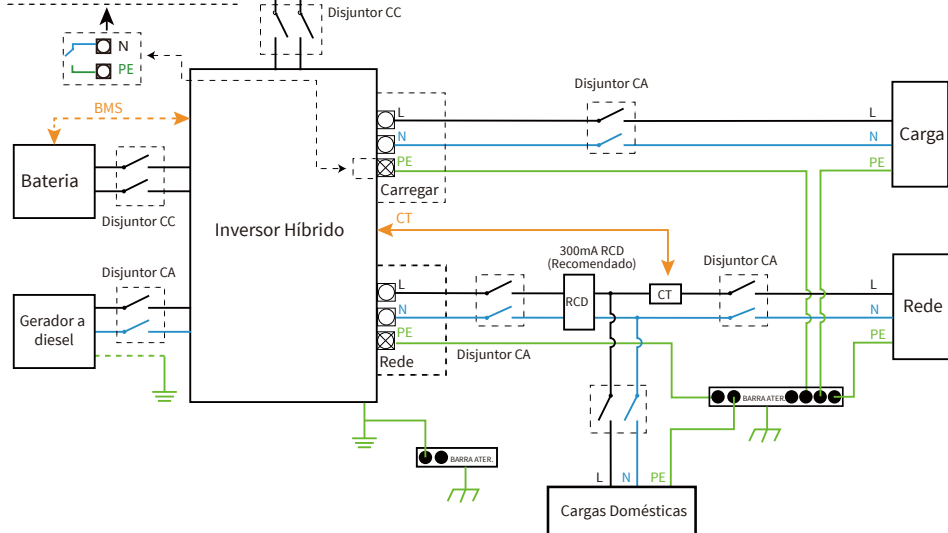 Disjuntor CC
N
PE
BMS
Disjuntor CA
L
N
PE
Carregar
L
N
PE
Carga
Bateria
Disjuntor CC
Inversor Híbrido
CT
300mA RCD
(Recomendado)
Disjuntor CA
Disjuntor CA
Gerador a
diesel
L
N
PE
Rede
RCD
CT
L
N
PE
Rede
Disjuntor CA
BARRA ATER.
BARRA ATER.
L
N
PE
Cargas Domésticas